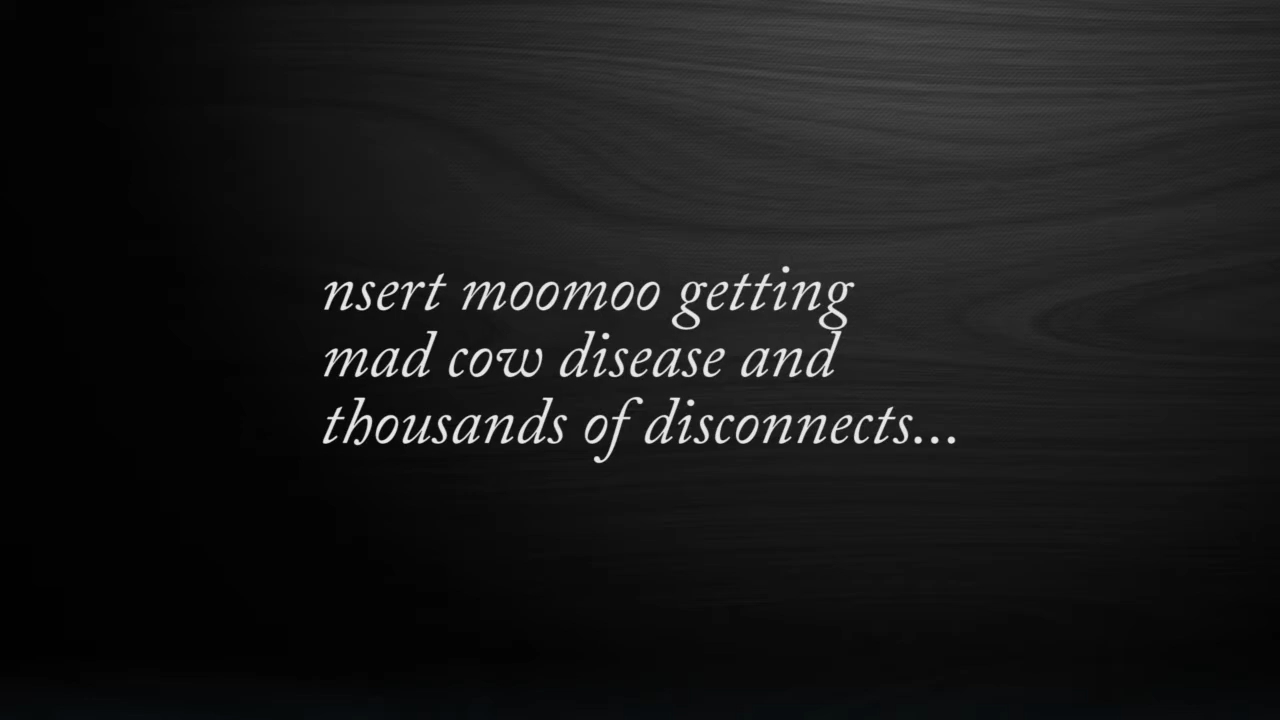 nsert moomoo getting
mad cow disease and
thousands of disconnects...